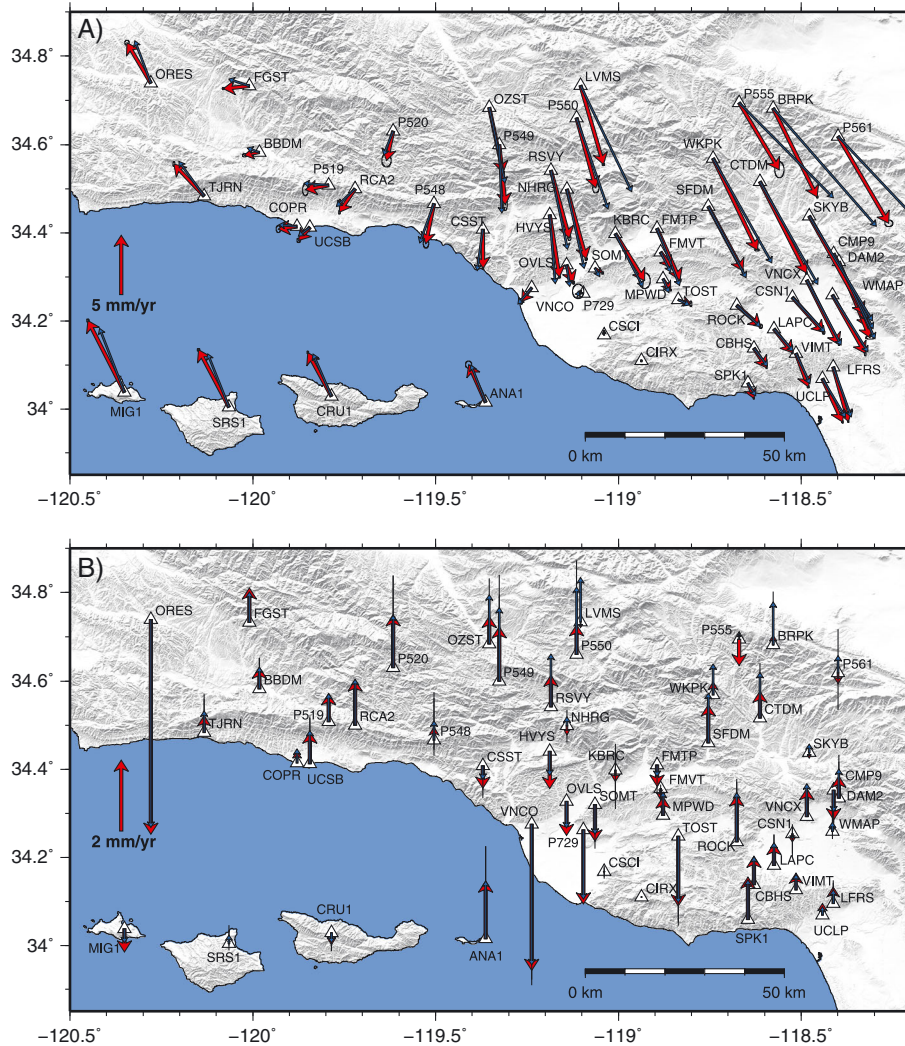 A)
34.8
34.6
34.4
34.2
34
ORES
FGST
BBDM
TJRN
P519
P520
RCA2
COPR
UCSB
P548
CSST
OZST
P549
LVMS
P550
RSVY
NHRG
HVYS
OVLS
SOMT
VNCO
P729
KBRC
FMTP
FMVT
MPWD
TOST
CSCI
CIRX
P555
BRPK
P561
WKPK
CTDM
SFDM
SKYB
CMP9
DAM2
VNCX
WMAP
CSN1
ROCK
LAPC
CBHS
VIMT
SPK1
LFRS
UCLP
5 mm/yr
MIG1
SRS1
CRU1
ANA1
0 km
50 km
−120.5
−120
−119.5
−119
−118.5
B)
34.8
34.6
34.4
34.2
34
ORES
FGST
P520
BBDM
TJRN
P519
RCA2
P548
COPR
UCSB
OZST
P549
LVMS
P550
RSVY
NHRG
HVYS
CSST
KBRC
OVLS
SOMT
VNCO
P729
FMTP
FMVT
MPWD
TOST
CSCI
CIRX
P555
BRPK
P561
WKPK
CTDM
SFDM
SKYB
CMP9
DAM2
VNCX
WMAP
CSN1
ROCK
LAPC
CBHS
VIMT
LFRS
SPK1
UCLP
2 mm/yr
MIG1
SRS1
CRU1
ANA1
0 km
50 km
−120.5
−120
−119.5
−119
−118.5